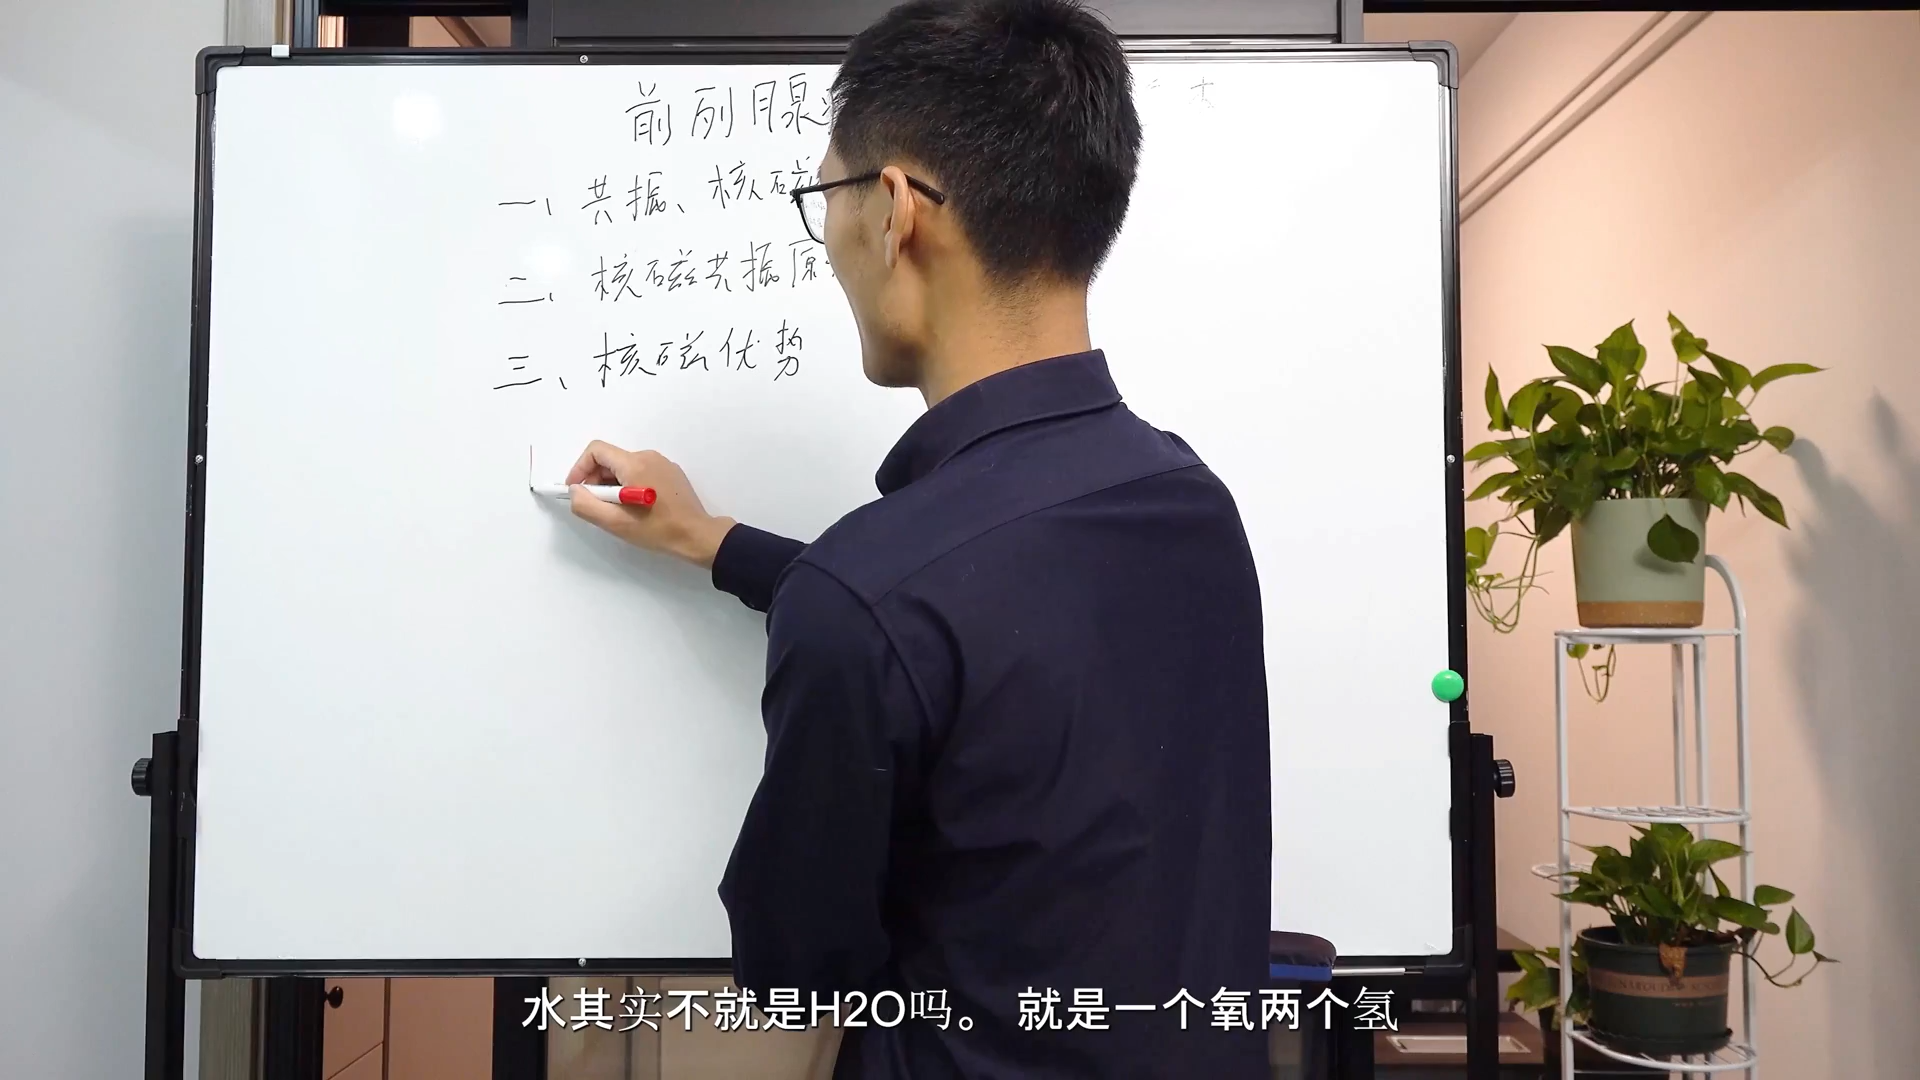 前列腺
一、共振、核磁
二、核磁共振原
三、核磁优势
水其实不就是H2O吗。 就是一个氧两个氢